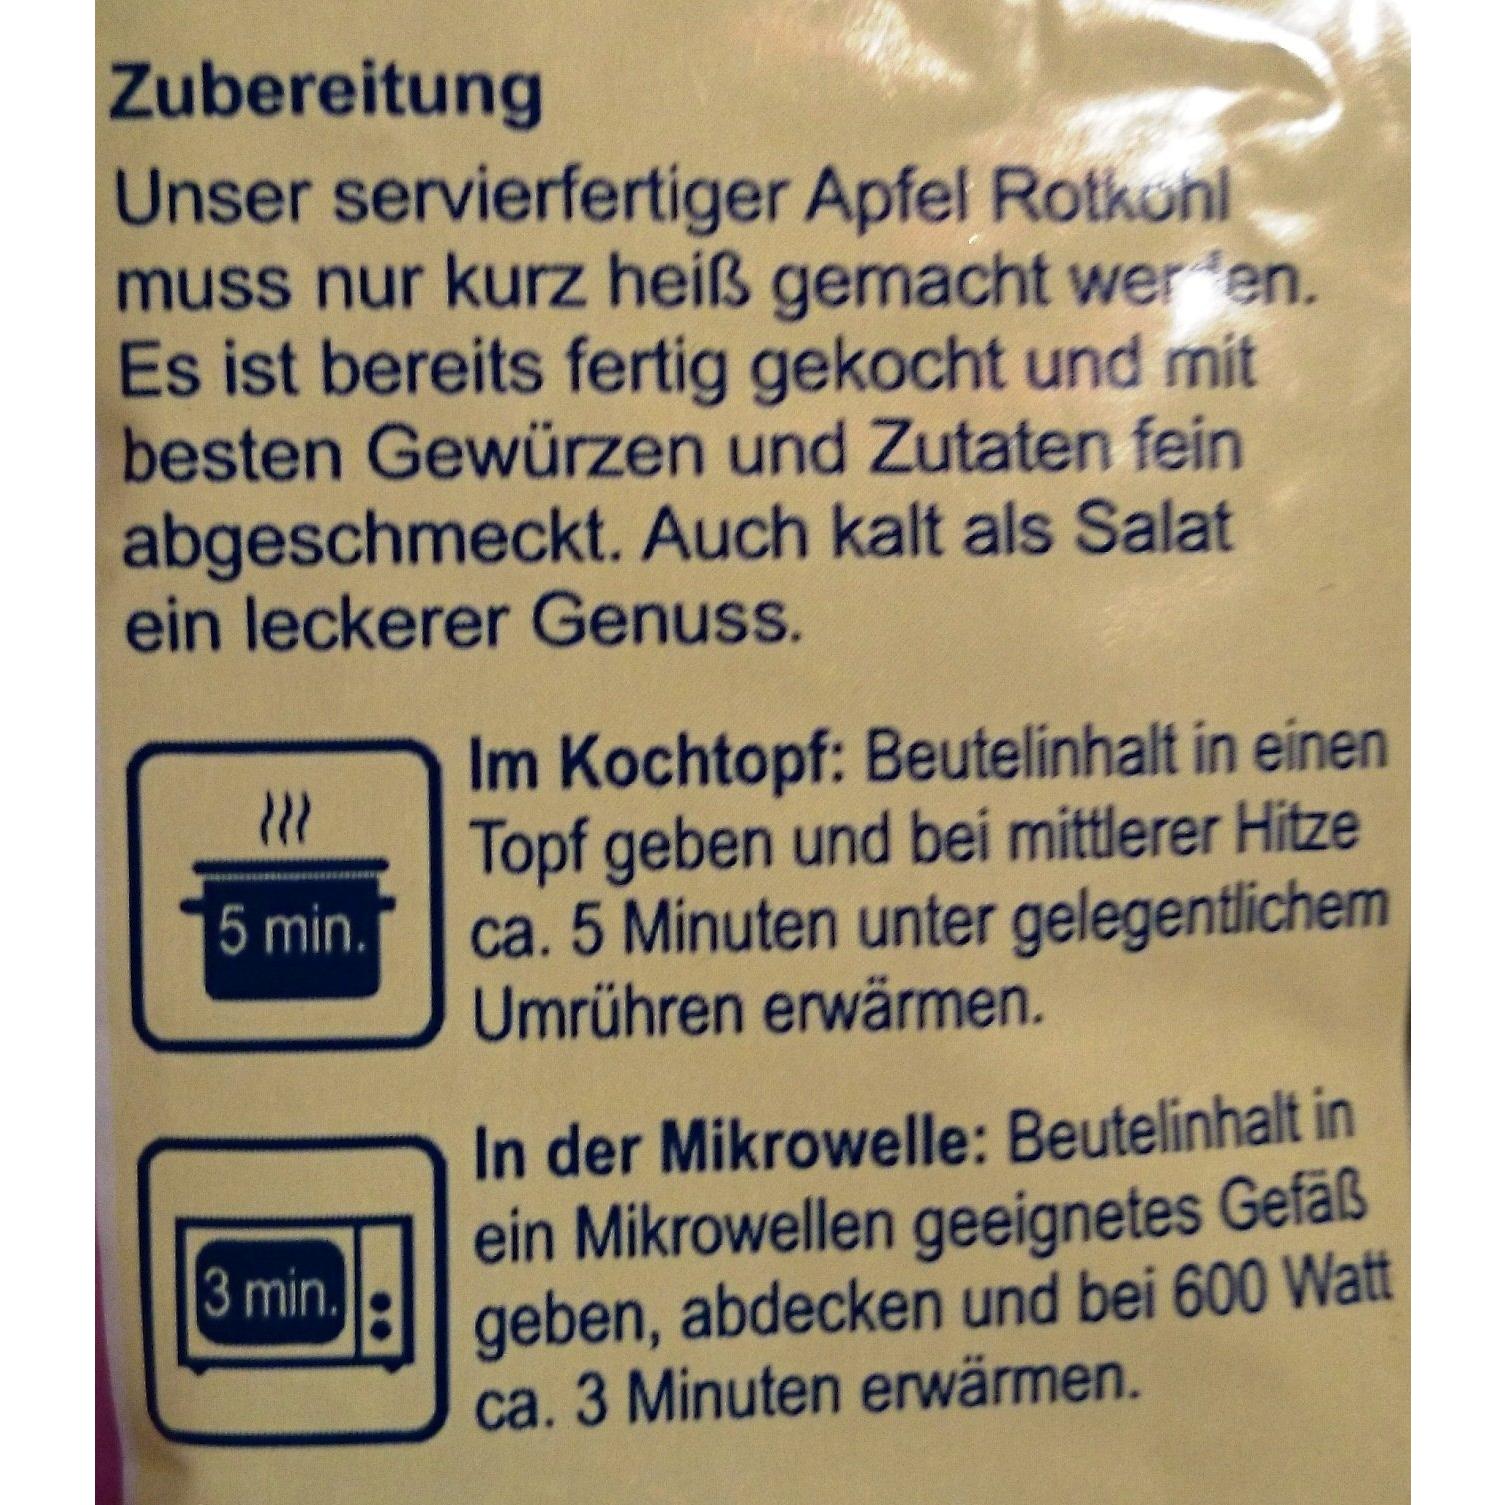 Zubereitung
Unser servierfertiger Apfel Rotkohl
muss nur kurz heiß gemacht werden.
Es ist bereits fertig gekocht und mit
besten Gewürzen und Zutaten fein
abgeschmeckt. Auch kalt als Salat
ein leckerer Genuss.
5 min.
Im Kochtopf: Beutelinhalt in einen
Topf geben und bei mittlerer Hitze
ca. 5 Minuten unter gelegentlichem
Umrühren erwärmen.
3 min.
In der Mikrowelle: Beutelinhalt in
ein Mikrowellen geeignetes Gefäß
geben, abdecken und bei 600 Watt
ca. 3 Minuten erwärmen.